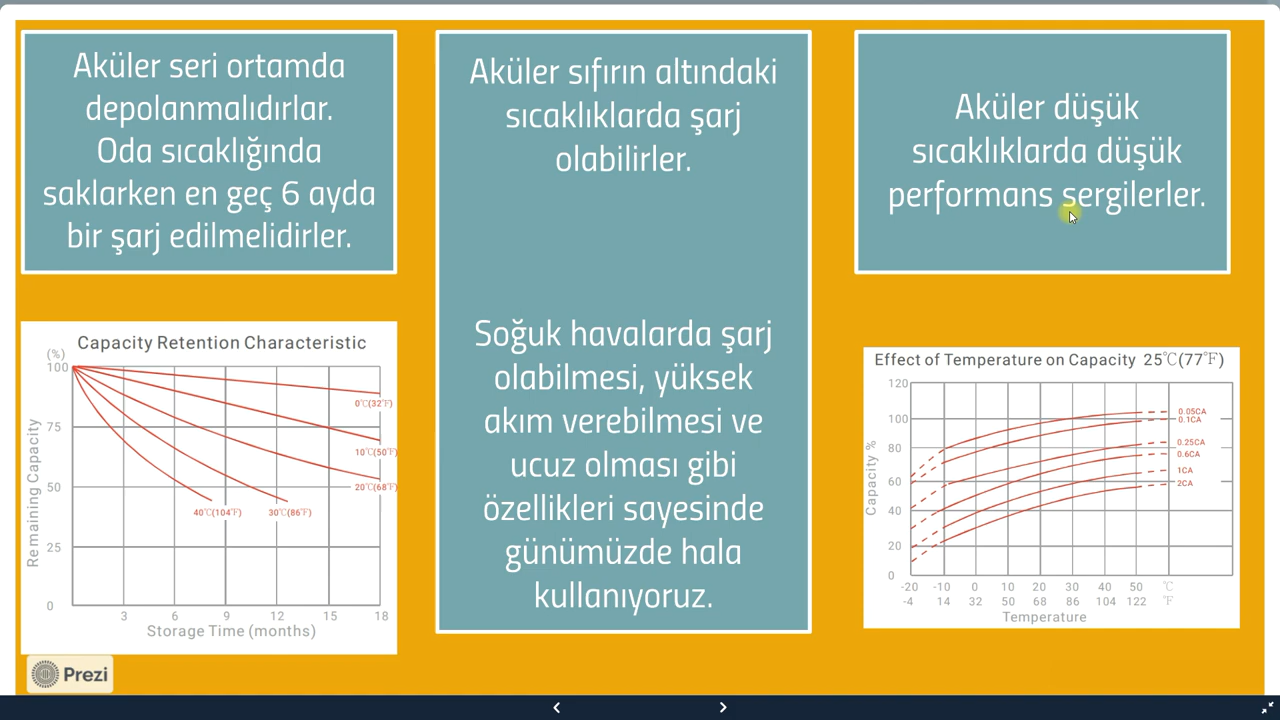 Aküler seri ortamda
depolanmalıdırlar.
Oda sıcaklığında
saklarken en geç 6 ayda
bir şarj edilmelidirler.
Aküler sıfırın altındaki
sıcaklıklarda şarj
olabilirler.
Soğuk havalarda şarj
olabilmesi, yüksek
akım verebilmesi ve
ucuz olması gibi
özellikleri sayesinde
günümüzde hala
kullanıyoruz.
Aküler düşük
sıcaklıklarda düşük
performans sergilerler.
Capacity Retention Characteristic
(%)
100
75
50
25
0
Remaining Capacity
0℃(32℉)
10℃(50℉)
20℃(68℉)
40℃(104℉)
30℃(86℉)
3 6 9 12 15 18
Storage Time (months)
Effect of Temperature on Capacity 25℃(77℉)
120
100
80
60
40
20
0
Capacity %
0.05CA
0.1CA
0.25CA
0.6CA
1CA
2CA
-20 -10 0 10 20 30 40 50 ℃
-4 14 32 50 68 86 104 122 ℉
Temperature
Prezi